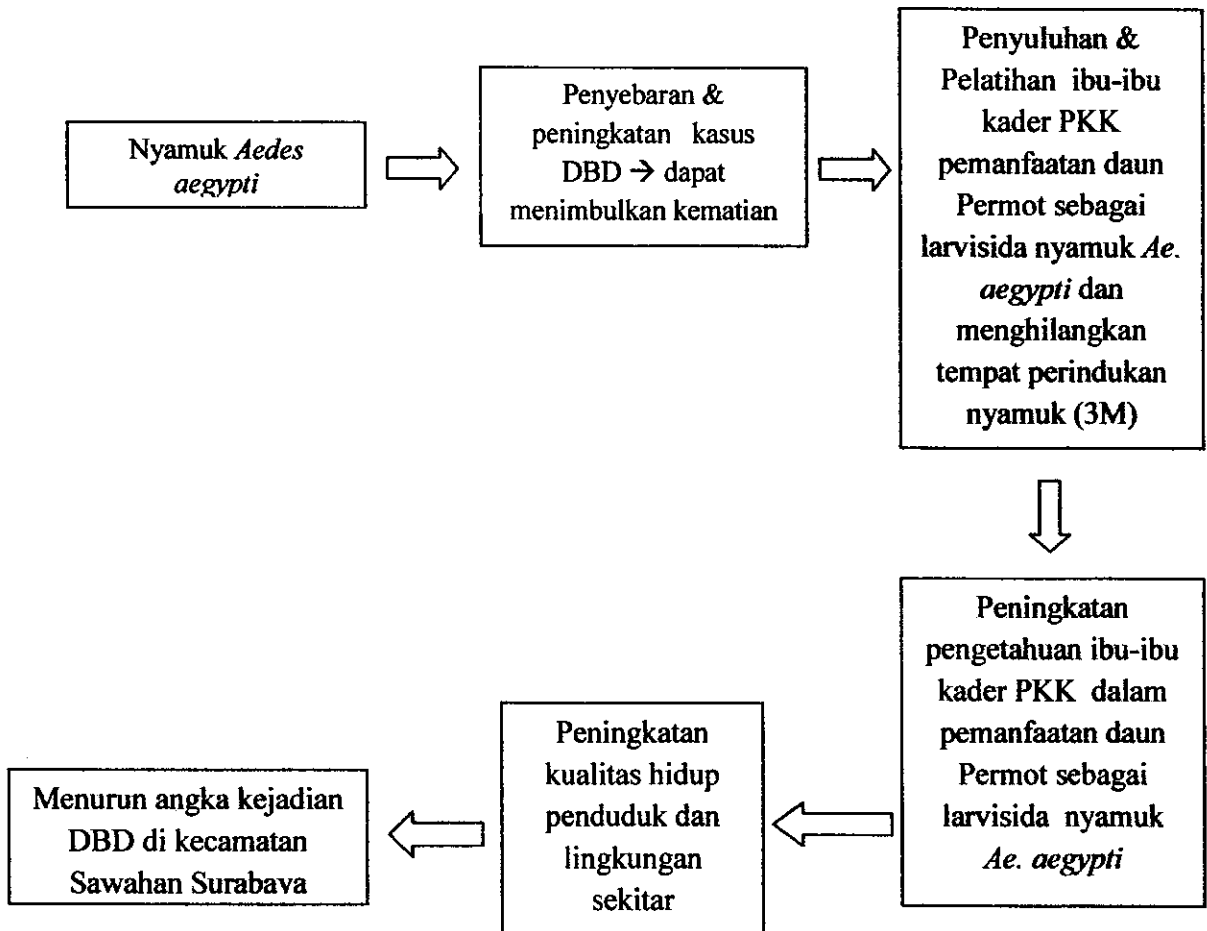 Nyamuk Aedes
aegypti
Penyebaran &
peningkatan kasus
DBD → dapat
menimbulkan kematian
Penyuluhan &
Pelatihan ibu-ibu
kader PKK
pemanfaatan daun
Permot sebagai
larvisida nyamuk Ae.
aegypti dan
menghilangkan
tempat perindukan
nyamuk (3M)
Peningkatan
pengetahuan ibu-ibu
kader PKK dalam
pemanfaatan daun
Permot sebagai
larvisida nyamuk
Ae. aegypti
Peningkatan
kualitas hidup
penduduk dan
lingkungan
sekitar
Menurun angka kejadian
DBD di kecamatan
Sawahan Surabaya